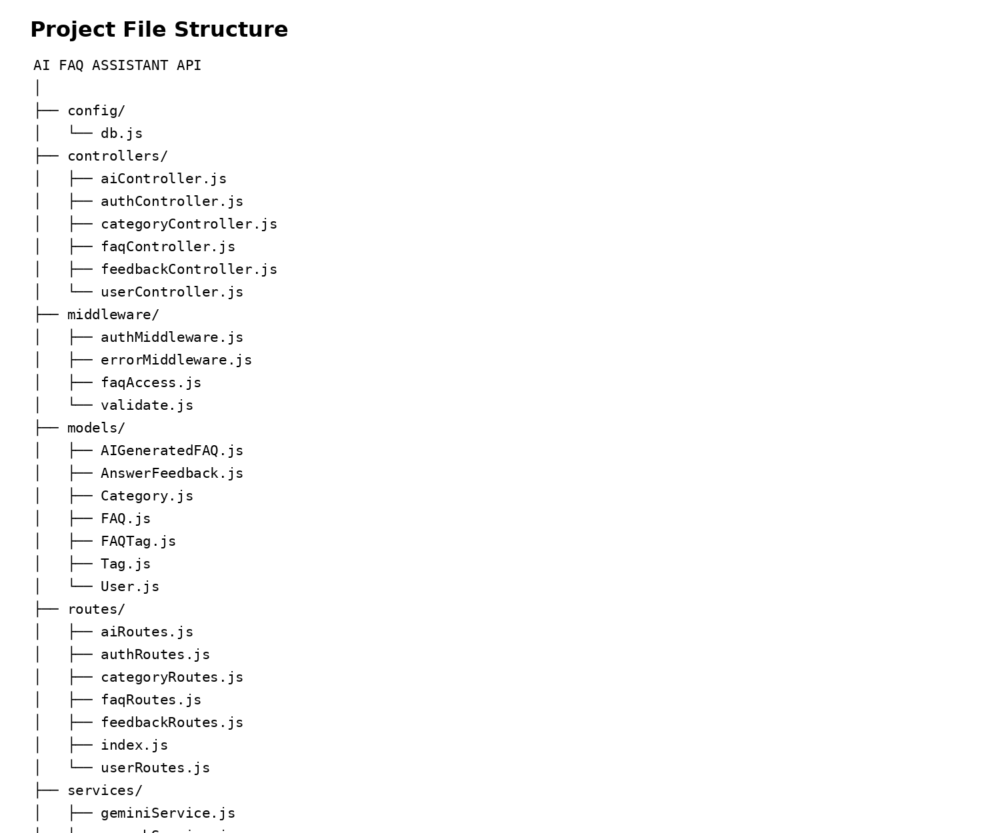 Project File Structure
AI FAQ ASSISTANT API
│
├── config/
│   └── db.js
├── controllers/
│   ├── aiController.js
│   ├── authController.js
│   ├── categoryController.js
│   ├── faqController.js
│   ├── feedbackController.js
│   └── userController.js
├── middleware/
│   ├── authMiddleware.js
│   ├── errorMiddleware.js
│   ├── faqAccess.js
│   └── validate.js
├── models/
│   ├── AIGeneratedFAQ.js
│   ├── AnswerFeedback.js
│   ├── Category.js
│   ├── FAQ.js
│   ├── FAQTag.js
│   ├── Tag.js
│   └── User.js
├── routes/
│   ├── aiRoutes.js
│   ├── authRoutes.js
│   ├── categoryRoutes.js
│   ├── faqRoutes.js
│   ├── feedbackRoutes.js
│   ├── index.js
│   └── userRoutes.js
├── services/
│   ├── geminiService.js